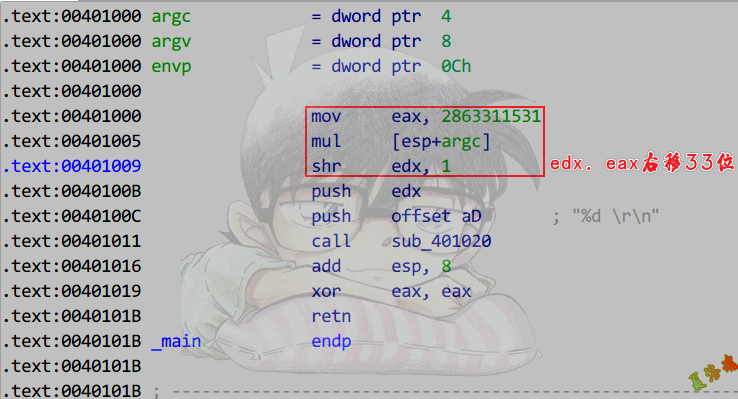 .text:00401000 argc = dword ptr 4
.text:00401000 argv = dword ptr 8
.text:00401000 envp = dword ptr 0Ch
.text:00401000
.text:00401000 mov eax, 2863311531
.text:00401005 mul [esp+argc]
.text:00401009 shr edx, 1 edx. eax右移33位
.text:0040100B push edx
.text:0040100C push offset aD ; "%d \r\n"
.text:00401011 call sub_401020
.text:00401016 add esp, 8
.text:00401019 xor eax, eax
.text:0040101B retn
.text:0040101B _main endp
.text:0040101B
.text:0040101B ; ---------------------------------------------------------------------------